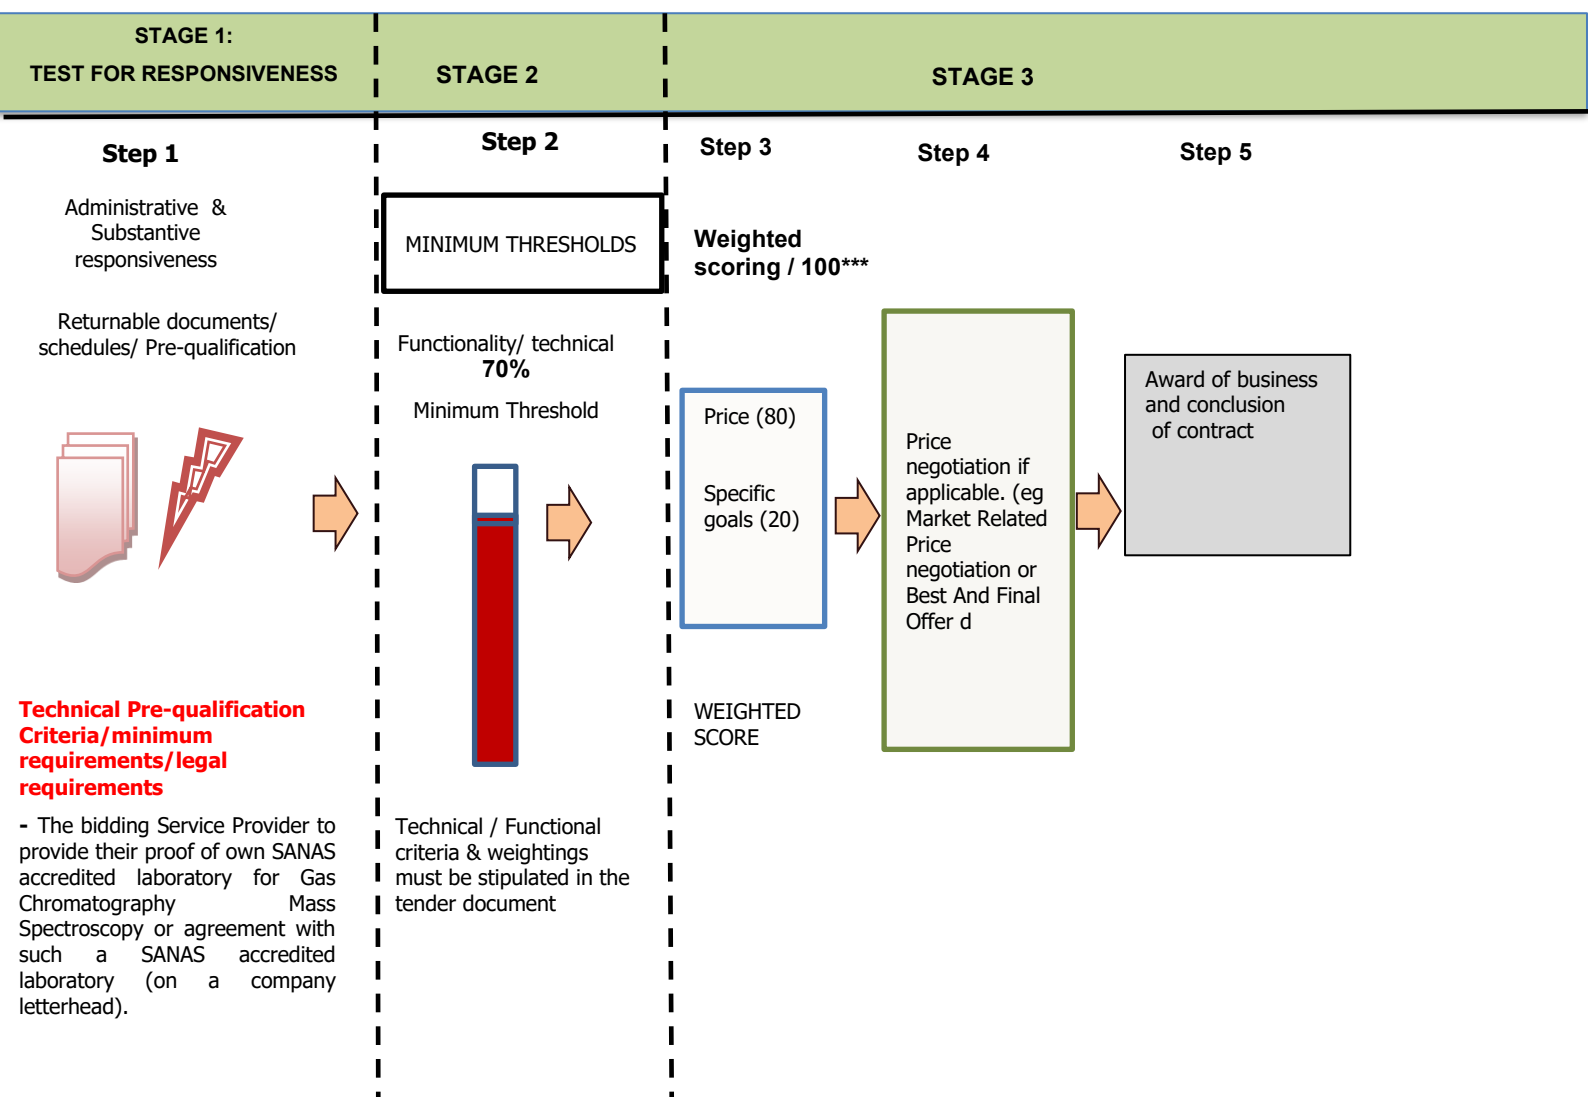 STAGE 1:
TEST FOR RESPONSIVENESS
STAGE 2
STAGE 3
Step 1
Administrative &
Substantive
responsiveness
Returnable documents/
schedules/ Pre-qualification
Technical Pre-qualification
Criteria/minimum
requirements/legal
requirements
- The bidding Service Provider to
provide their proof of own SANAS
accredited laboratory for Gas
Chromatography Mass
Spectroscopy or agreement with
such a SANAS accredited
laboratory (on a company
letterhead).
Step 2
MINIMUM THRESHOLDS
Functionality/ technical
70%
Minimum Threshold
Technical / Functional
criteria & weightings
must be stipulated in the
tender document
Step 3
Weighted
scoring / 100***
Price (80)
Specific
goals (20)
WEIGHTED
SCORE
Step 4
Price
negotiation if
applicable. (eg
Market Related
Price
negotiation or
Best And Final
Offer d
Step 5
Award of business
and conclusion
of contract